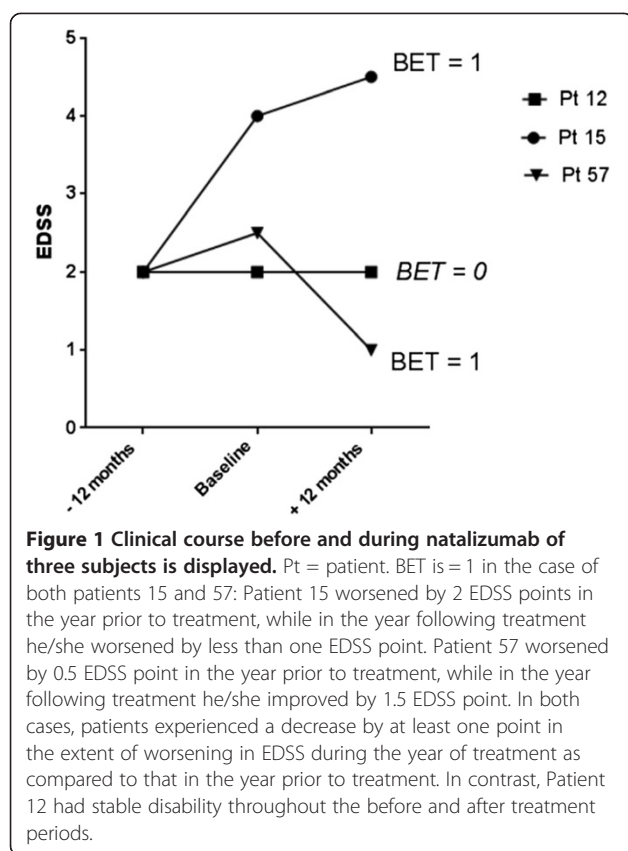 5
BET = 1
Pt 12
4
Pt 15
Pt 57
3
EDSS
2
BET = 0
1
BET = 1
0
- 12 months
Baseline
+ 12 months
Figure 1 Clinical course before and during natalizumab of
three subjects is displayed. Pt = patient. BET is = 1 in the case of
both patients 15 and 57: Patient 15 worsened by 2 EDSS points in
the year prior to treatment, while in the year following treatment
he/she worsened by less than one EDSS point. Patient 57 worsened
by 0.5 EDSS point in the year prior to treatment, while in the year
following treatment he/she improved by 1.5 EDSS point. In both
cases, patients experienced a decrease by at least one point in
the extent of worsening in EDSS during the year of treatment as
compared to that in the year prior to treatment. In contrast, Patient
12 had stable disability throughout the before and after treatment
periods.